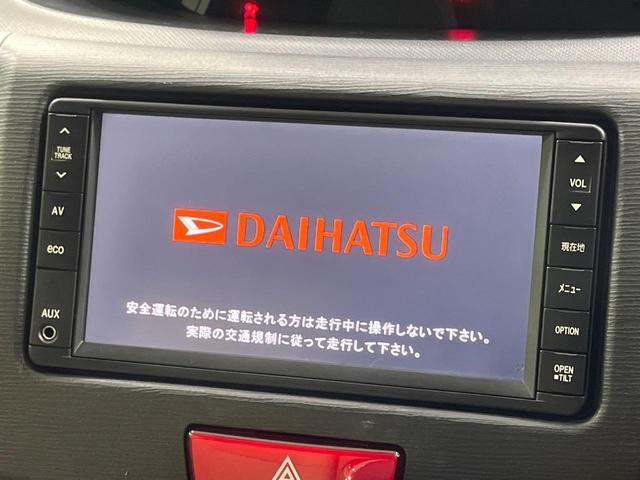 TUNE
TRACK
AV
eco
AUX
DAIHATSU
安全運転のために運転される方は走行中に操作しないで下さい。
実際の交通規制に従って走行して下さい。
VOL
現在地
メニュー
OPTION
OPEN
TILT